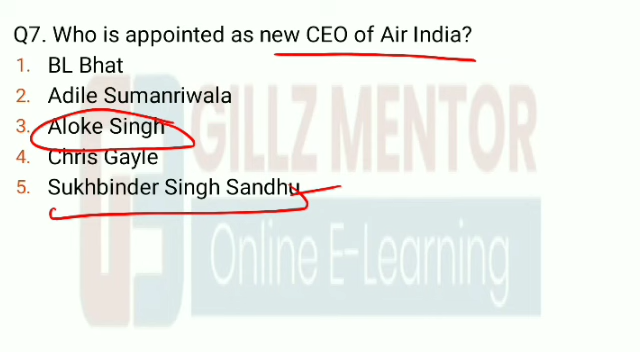 Q7. Who is appointed as new CEO of Air India?
1. BL Bhat
2. Adile Sumanriwala
3. Aloke Singh
4. Chris Gayle
5. Sukhbinder Singh Sandhu
GILLZ MENTOR
Online E-Learning